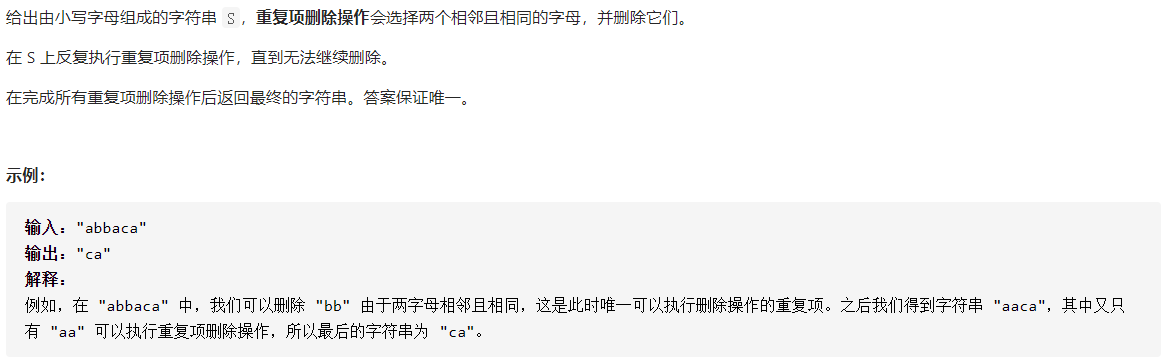 给出由小写字母组成的字符串 S，重复项删除操作会选择两个相邻且相同的字母，并删除它们。
在 S 上反复执行重复项删除操作，直到无法继续删除。
在完成所有重复项删除操作后返回最终的字符串。答案保证唯一。
示例：
输入："abbaca"
输出："ca"
解释：
例如，在 "abbaca" 中，我们可以删除 "bb" 由于两字母相邻且相同，这是此时唯一可以执行删除操作的重复项。之后我们得到字符串 "aaca"，其中又只
有 "aa" 可以执行重复项删除操作，所以最后的字符串为 "ca"。